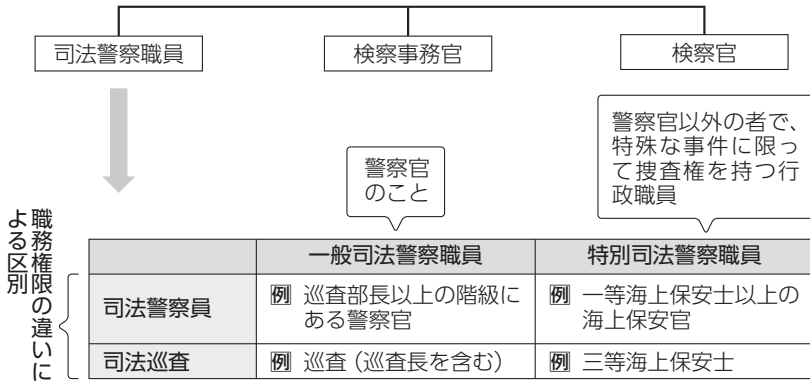 司法警察職員
検察事務官
検察官
警察官
のこと
警察官以外の者で、
特殊な事件に限っ
て捜査権を持つ行
政職員
職務権限の違いに
よる区別
一般司法警察職員
特別司法警察職員
司法警察員
例 巡査部長以上の階級に
ある警察官
例 一等海上保安士以上の
海上保安官
司法巡査
例 巡査（巡査長を含む）
例 三等海上保安士